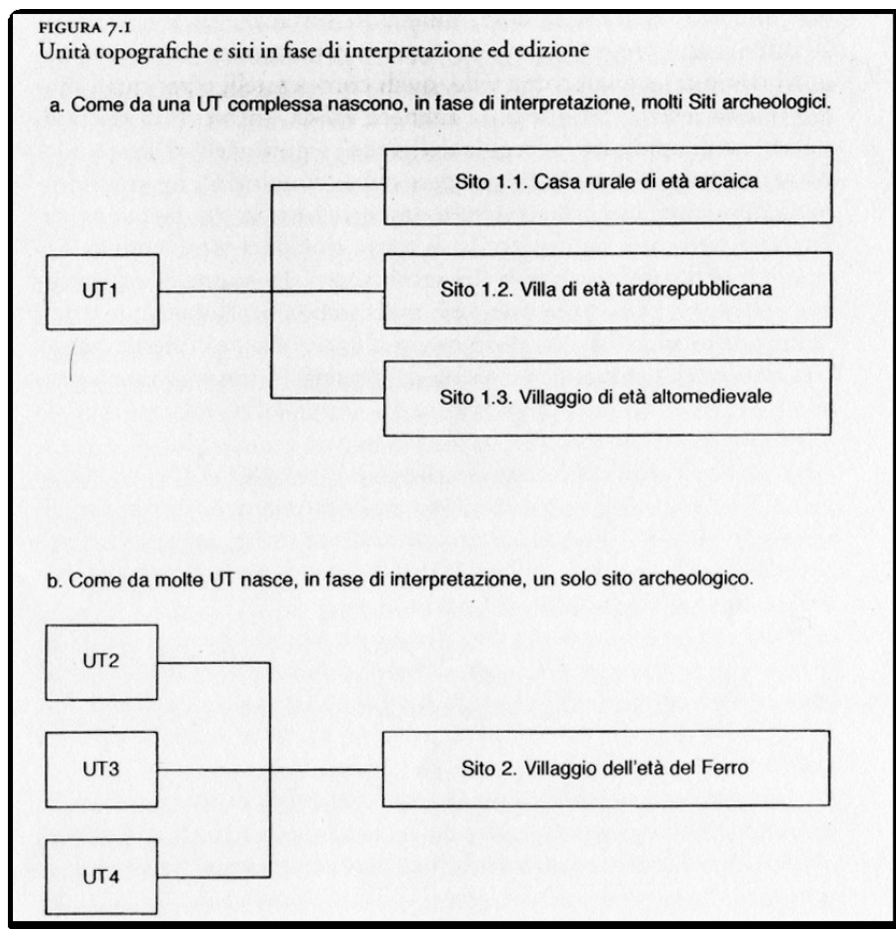 FIGURA 7.1
Unità topografiche e siti in fase di interpretazione ed edizione
a. Come da una UT complessa nascono, in fase di interpretazione, molti Siti archeologici.
Sito 1.1. Casa rurale di età arcaica
UT1
Sito 1.2. Villa di età tardorepubblicana
Sito 1.3. Villaggio di età altomedievale
b. Come da molte UT nasce, in fase di interpretazione, un solo sito archeologico.
UT2
UT3
Sito 2. Villaggio dell'età del Ferro
UT4